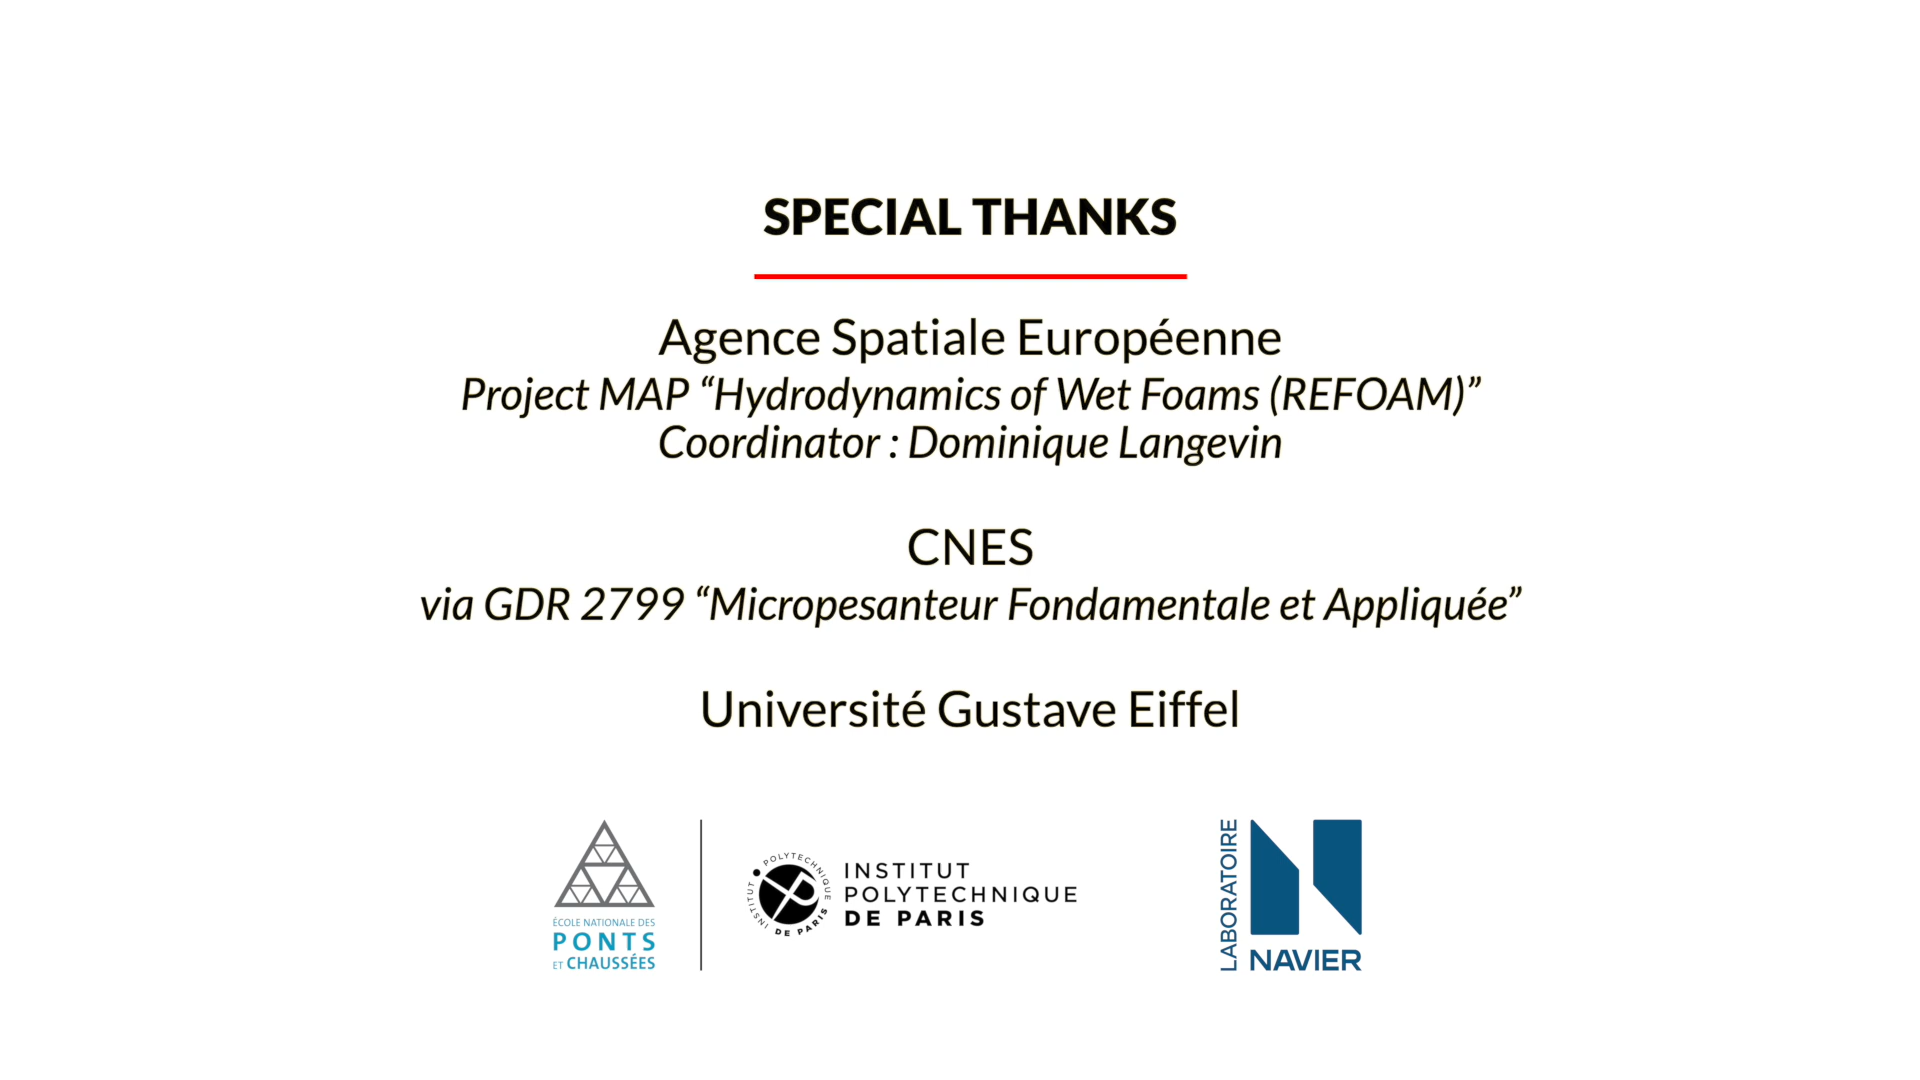 SPECIAL THANKS
Agence Spatiale Européenne
Project MAP “Hydrodynamics of Wet Foams (REFOAM)”
Coordinator : Dominique Langevin
CNES
via GDR 2799 “Micropesanteur Fondamentale et Appliquée”
Université Gustave Eiffel
ÉCOLE NATIONALE DES
PONTS
ET CHAUSSÉES
INSTITUT POLYTECHNIQUE DE PARIS
INSTITUT
POLYTECHNIQUE
DE PARIS
LABORATOIRE
NAVIER